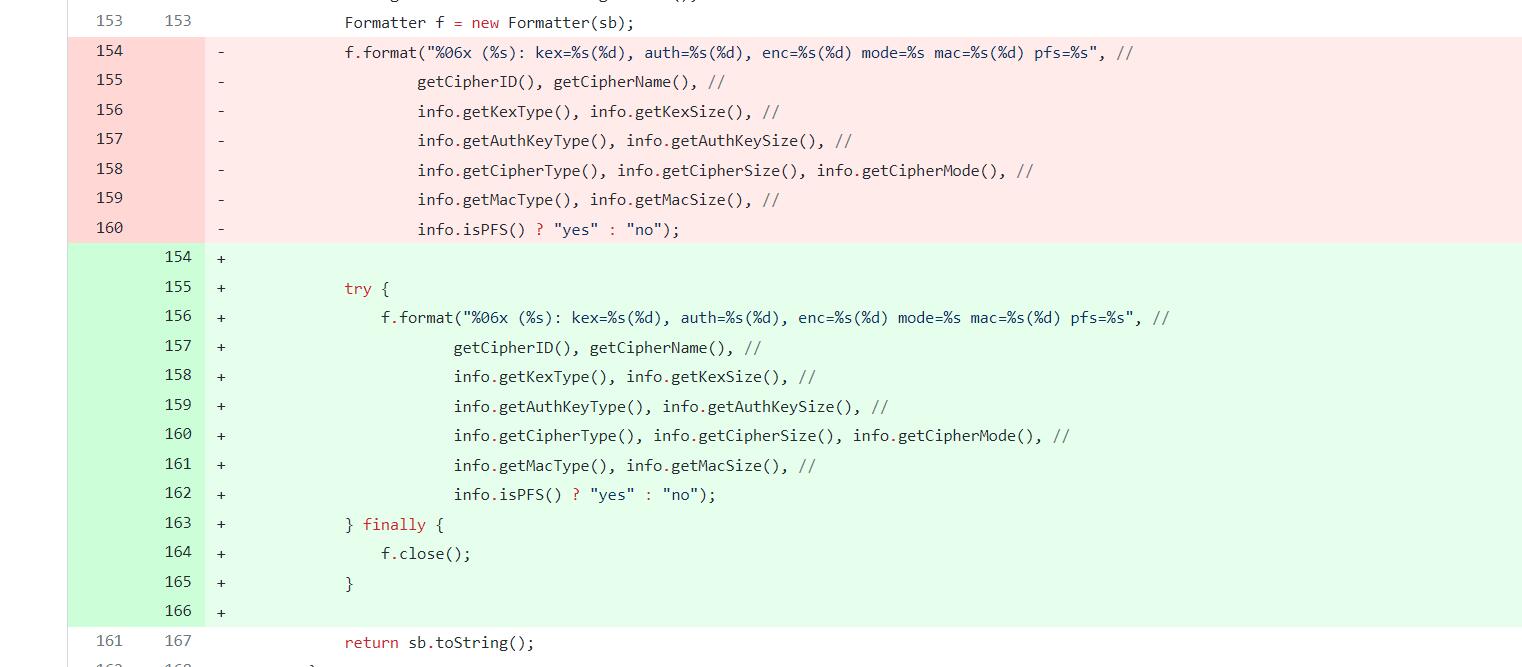 153 153 Formatter f = new Formatter(sb);
154 - f.format("%06x (%s): kex=%s(%d), auth=%s(%d), enc=%s(%d) mode=%s mac=%s(%d) pfs=%s", //
155 - getCipherID(), getCipherName(), //
156 - info.getKexType(), info.getKexSize(), //
157 - info.getAuthKeyType(), info.getAuthKeySize(), //
158 - info.getCipherType(), info.getCipherSize(), info.getCipherMode(), //
159 - info.getMacType(), info.getMacSize(), //
160 - info.isPFS() ? "yes" : "no");
154 +
155 + try {
156 + f.format("%06x (%s): kex=%s(%d), auth=%s(%d), enc=%s(%d) mode=%s mac=%s(%d) pfs=%s", //
157 + getCipherID(), getCipherName(), //
158 + info.getKexType(), info.getKexSize(), //
159 + info.getAuthKeyType(), info.getAuthKeySize(), //
160 + info.getCipherType(), info.getCipherSize(), info.getCipherMode(), //
161 + info.getMacType(), info.getMacSize(), //
162 + info.isPFS() ? "yes" : "no");
163 + } finally {
164 + f.close();
165 + }
166 +
161 167 return sb.toString();